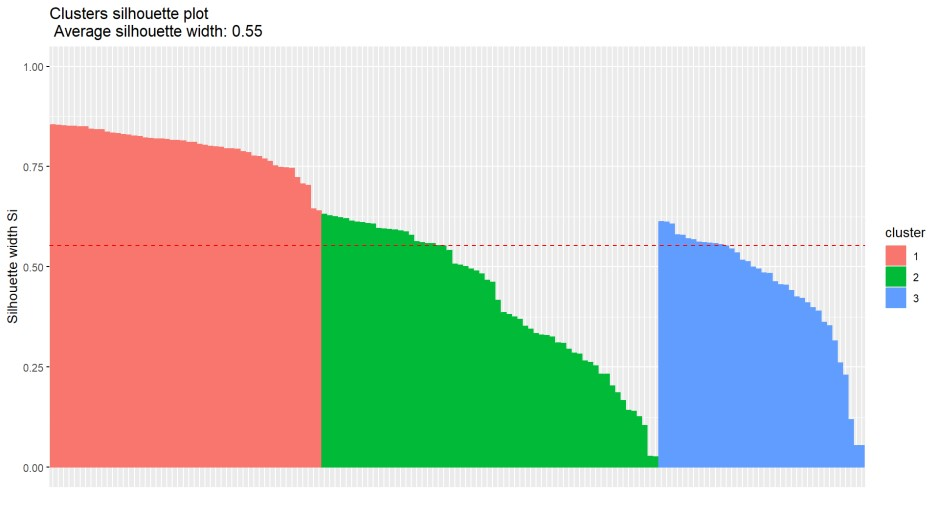 Clusters silhouette plot
Average silhouette width: 0.55
1.00
0.75
0.50
0.25
0.00
Silhouette width Si
cluster
1
2
3